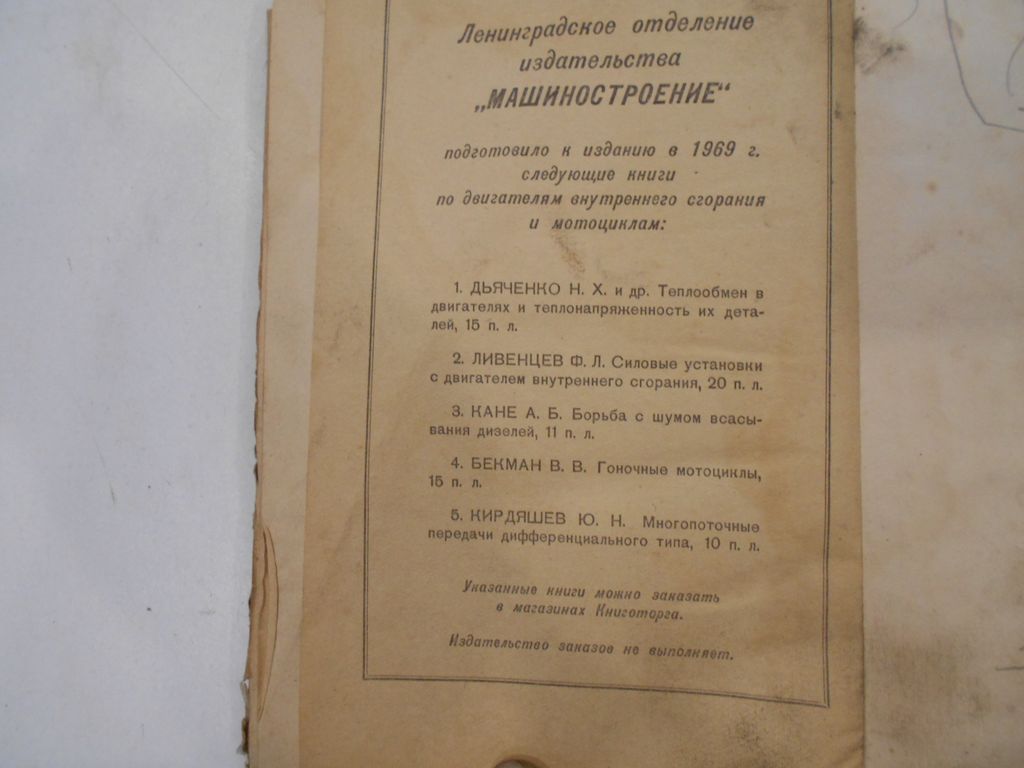 Ленинградское отделение
издательства
„МАШИНОСТРОЕНИЕ“
подготовило к изданию в 1969 г.
следующие книги
по двигателям внутреннего сгорания
и мотоциклам:
1. ДЬЯЧЕНКО Н. Х. и др. Теплообмен в
двигателях и теплонапряженность их дета-
лей, 15 п. л.
2. ЛИВЕНЦЕВ Ф. Л. Силовые установки
с двигателем внутреннего сгорания, 20 п. л.
3. КАНЕ А. Б. Борьба с шумом всасы-
вания дизелей, 11 п. л.
4. БЕКМАН В. В. Гоночные мотоциклы,
15 п. л.
5. КИРДЯШЕВ Ю. Н. Многопоточные
передачи дифференциального типа, 10 п. л.
Указанные книги можно заказать
в магазинах Книготорга.
Издательство заказов не выполняет.